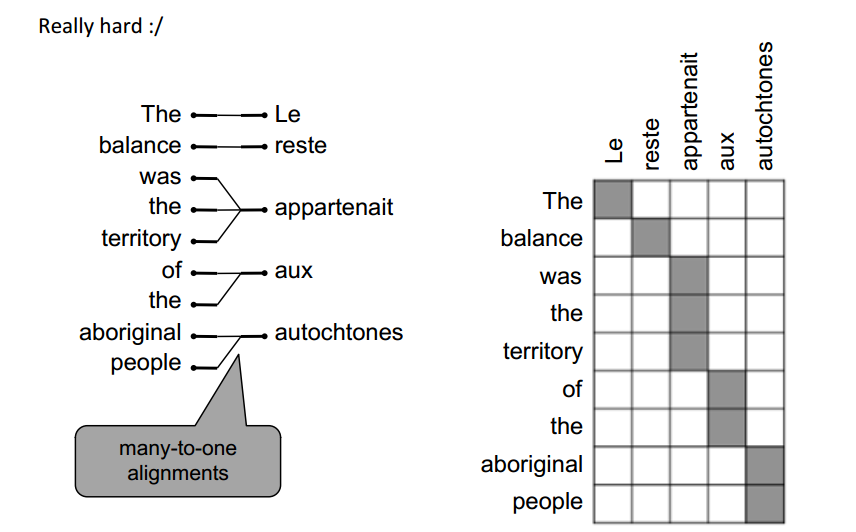 Really hard :/
The Le
balance reste
was
the appartenait
territory
of aux
the
aboriginal autochtones
people
many-to-one
alignments
Le
reste
appartenait
aux
autochtones
The
balance
was
the
territory
of
the
aboriginal
people